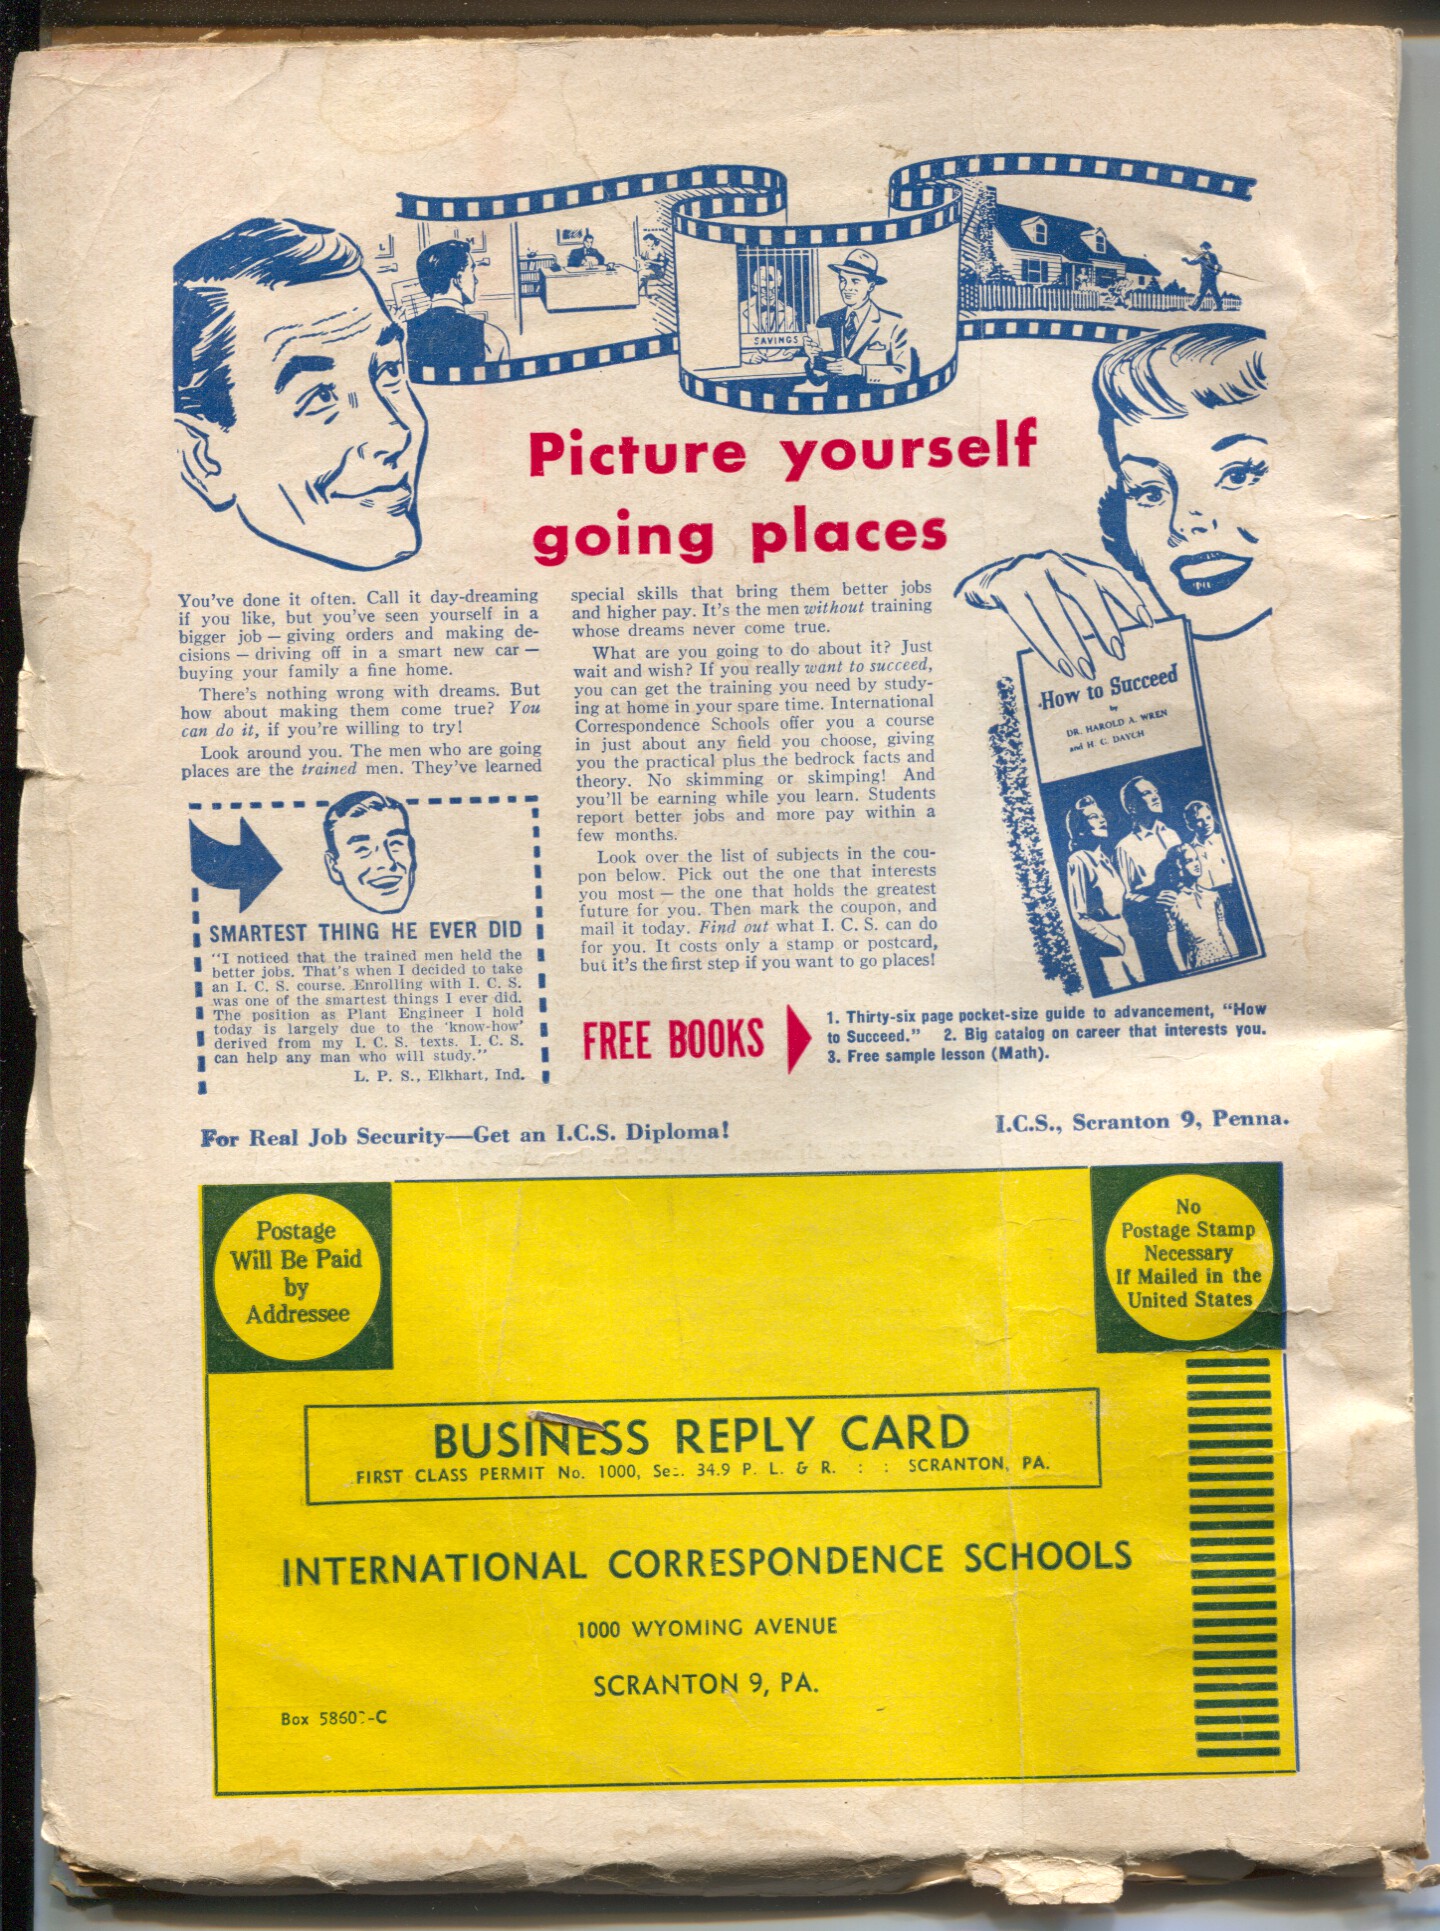 SAVINGS
Picture yourself
going places
You've done it often. Call it day-dreaming
if you like, but you've seen yourself in a
bigger job — giving orders and making de-
cisions — driving off in a smart new car —
buying your family a fine home.
There's nothing wrong with dreams. But
how about making them come true? You
can do it, if you're willing to try!
Look around you. The men who are going
places are the trained men. They've learned
special skills that bring them better jobs
and higher pay. It's the men without training
whose dreams never come true.
What are you going to do about it? Just
wait and wish? If you really want to succeed,
you can get the training you need by study-
ing at home in your spare time. International
Correspondence Schools offer you a course
in just about any field you choose, giving
you the practical plus the bedrock facts and
theory. No skimming or skimping! And
you'll be earning while you learn. Students
report better jobs and more pay within a
few months.
Look over the list of subjects in the cou-
pon below. Pick out the one that interests
you most — the one that holds the greatest
future for you. Then mark the coupon, and
mail it today. Find out what I. C. S. can do
for you. It costs only a stamp or postcard,
but it's the first step if you want to go places!
How to Succeed
by
DR. HAROLD A. WREN
and H. C. DAYCH
SMARTEST THING HE EVER DID
"I noticed that the trained men held the
better jobs. That's when I decided to take
an I. C. S. course. Enrolling with I. C. S.
was one of the smartest things I ever did.
The position as Plant Engineer I hold
today is largely due to the 'know-how'
derived from my I. C. S. texts. I. C. S.
can help any man who will study."
L. P. S., Elkhart, Ind.
FREE BOOKS
1. Thirty-six page pocket-size guide to advancement, "How
to Succeed." 2. Big catalog on career that interests you.
3. Free sample lesson (Math).
For Real Job Security—Get an I.C.S. Diploma!
I.C.S., Scranton 9, Penna.
Postage
Will Be Paid
by
Addressee
No
Postage Stamp
Necessary
If Mailed in the
United States
BUSINESS REPLY CARD
FIRST CLASS PERMIT No. 1000, Sec. 34.9 P. L. & R. : : SCRANTON, PA.
INTERNATIONAL CORRESPONDENCE SCHOOLS
1000 WYOMING AVENUE
SCRANTON 9, PA.
Box